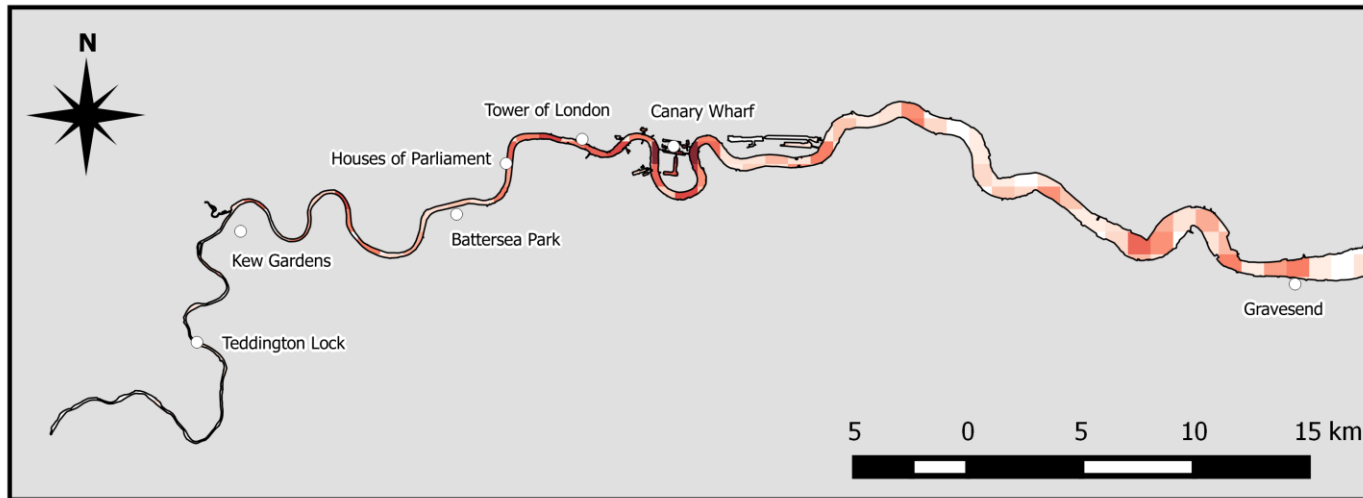 N
Tower of London
Canary Wharf
Houses of Parliament
Battersea Park
Kew Gardens
Gravesend
Teddington Lock
5 0 5 10 15 km